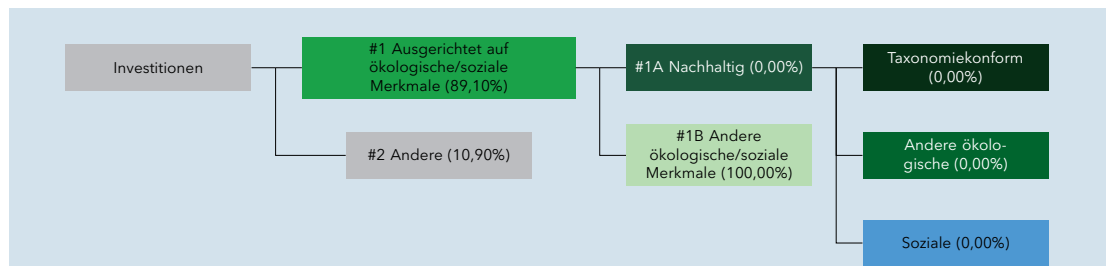 Investitionen
#1 Ausgerichtet auf
ökologische/soziale
Merkmale (89,10%)
#2 Andere (10,90%)
#1A Nachhaltig (0,00%)
#1B Andere
ökologische/soziale
Merkmale (100,00%)
Taxonomiekonform
(0,00%)
Andere ökolo-
gische (0,00%)
Soziale (0,00%)